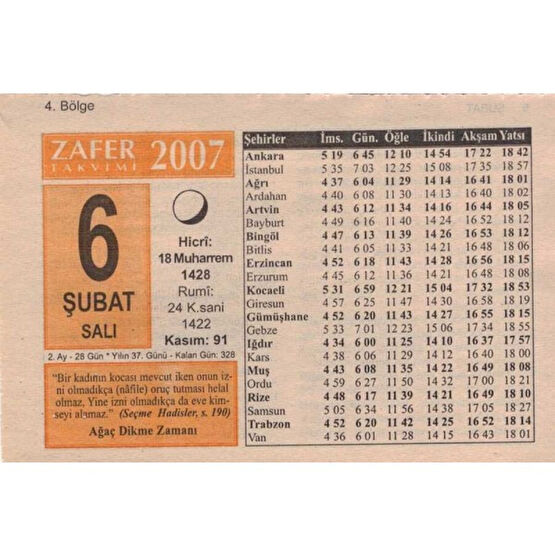 4. Bölge
ZAFER
TAKVİMİ
2007
6
ŞUBAT
SALI
Hicrî:
18 Muharrem
1428
Rumî:
24 K.sani
1422
Kasım: 91
2. Ay - 28 Gün * Yılın 37. Günü - Kalan Gün: 328
"Bir kadının kocası mevcut iken onun iz-
ni olmadıkça (nâfile) oruç tutması helal
olmaz, Yine izni olmadıkça da eve kim-
seyi alamaz." (Seçme Hadisler, s. 190)
Ağaç Dikme Zamanı
Şehirler İms. Gün. Öğle İkindi Akşam Yatsı
Ankara 5 19 6 45 12 10 14 54 17 22 18 42
İstanbul 5 35 7 03 12 25 15 08 17 35 18 57
Ağrı 4 37 6 04 11 29 14 14 16 41 18 01
Ardahan 4 40 6 08 11 30 14 13 16 40 18 02
Artvin 4 43 6 12 11 34 14 16 16 44 18 05
Bayburt 4 49 6 16 11 40 14 24 16 52 18 12
Bingöl 4 47 6 13 11 39 14 26 16 53 18 12
Bitlis 4 41 6 05 11 33 14 21 16 48 18 06
Erzincan 4 52 6 18 11 43 14 28 16 56 18 15
Erzurum 4 45 6 12 11 36 14 21 16 48 18 08
Kocaeli 5 31 6 59 12 21 15 04 17 32 18 53
Giresun 4 57 6 25 11 47 14 30 16 58 18 19
Gümüşhane 4 52 6 20 11 43 14 27 16 55 18 15
Gebze 5 33 7 01 12 23 15 06 17 34 18 55
Iğdır 4 34 6 00 11 25 14 10 16 37 17 57
Kars 4 38 6 06 11 29 14 12 16 40 18 00
Muş 4 43 6 08 11 35 14 22 16 49 18 08
Ordu 4 59 6 27 11 50 14 32 17 00 18 21
Rize 4 48 6 17 11 39 14 21 16 49 18 10
Samsun 5 05 6 34 11 56 14 38 17 05 18 27
Trabzon 4 52 6 20 11 42 14 25 16 52 18 14
Van 4 36 6 01 11 28 14 15 16 43 18 01